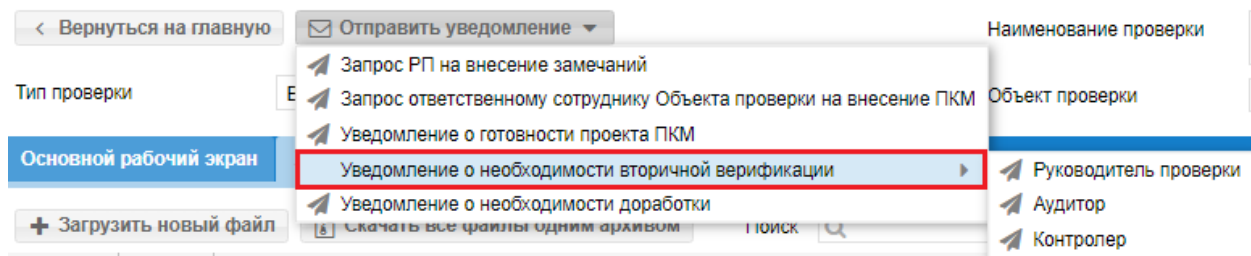 Вернуться на главную
Отправить уведомление
Наименование проверки
Запрос РП на внесение замечаний
Тип проверки
Запрос ответственному сотруднику Объекта проверки на внесение ПКМ
Объект проверки
Уведомление о готовности проекта ПКМ
Основной рабочий экран
Уведомление о необходимости вторичной верификации
Руководитель проверки
Уведомление о необходимости доработки
Аудитор
Загрузить новый файл
Скачать все файлы одним архивом
Поиск
Контролер